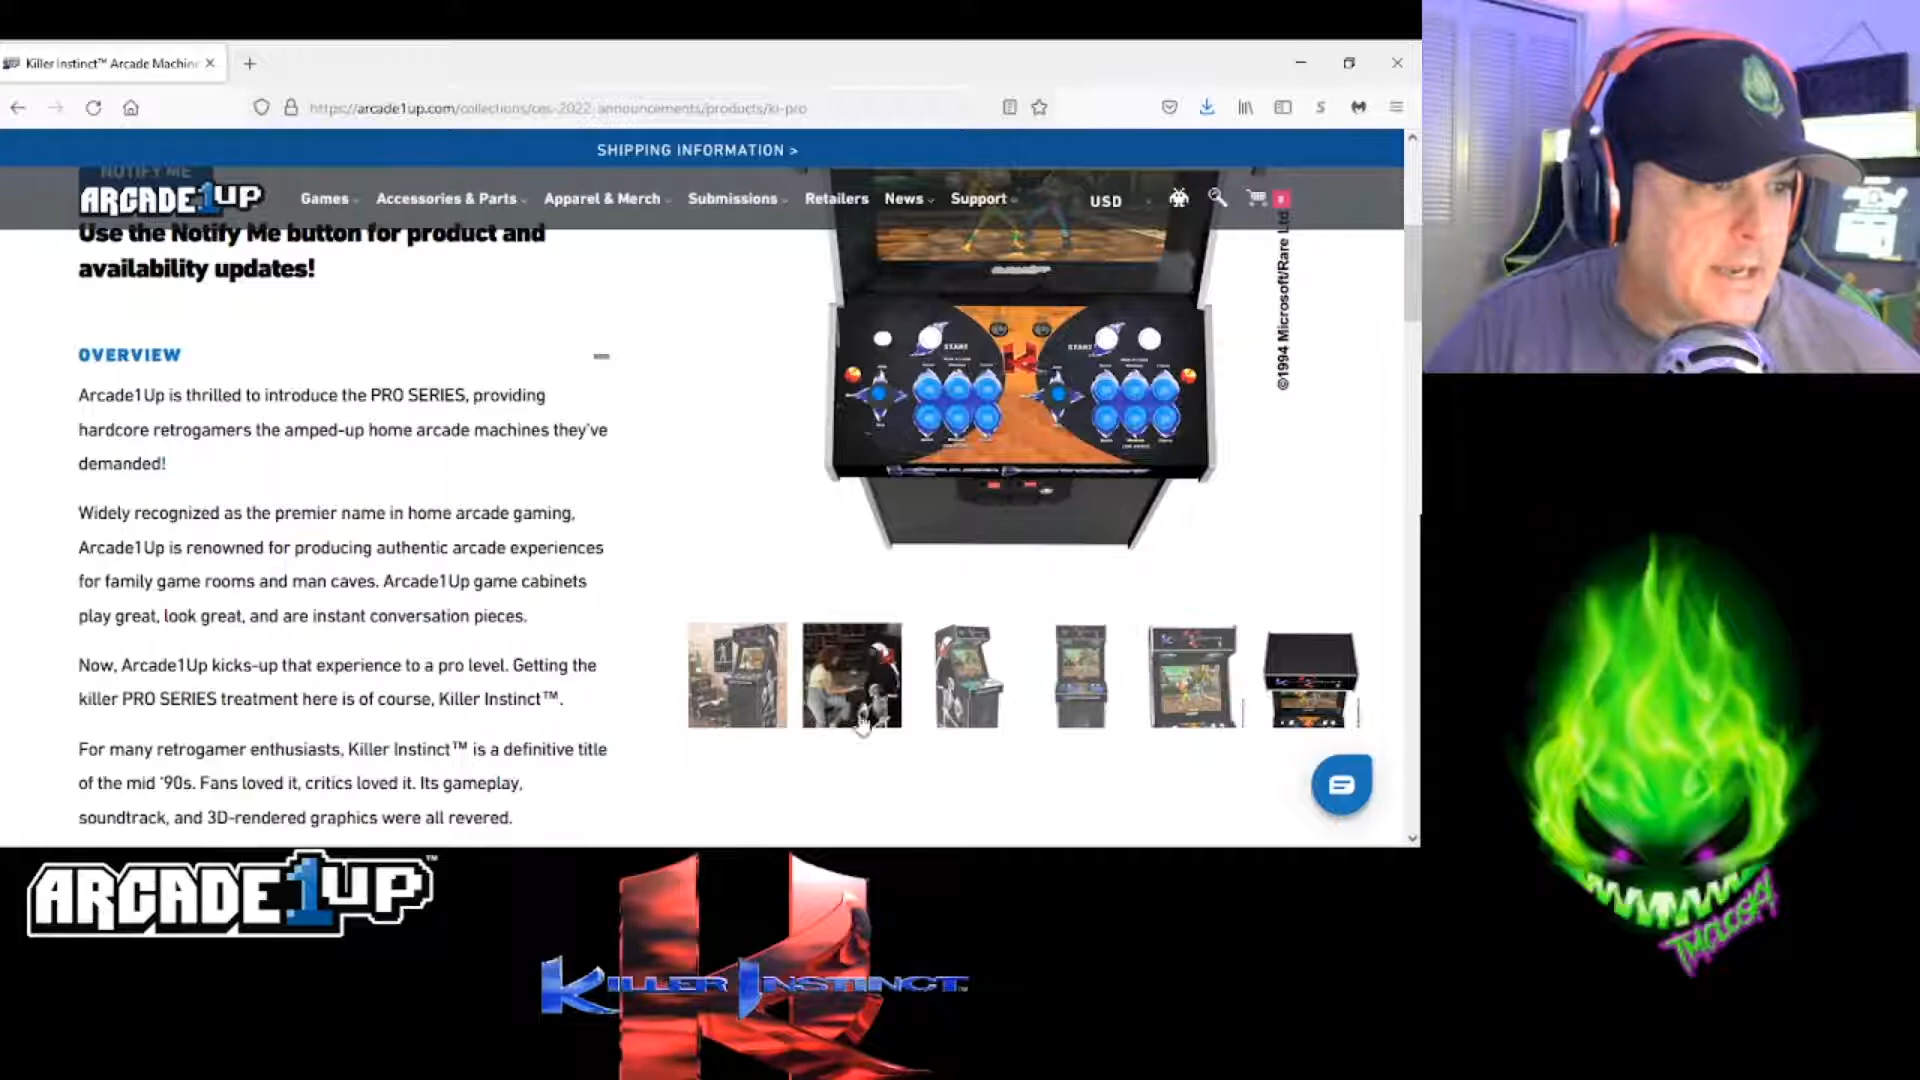 Killer Instinct™ Arcade Machin
https://arcade1up.com/collections/ces-2022-announcements/products/ki-pro
SHIPPING INFORMATION >
NOTIFY ME
ARCADE1UP
Games
Accessories & Parts
Apparel & Merch
Submissions
Retailers
News
Support
USD
Use the Notify Me button for product and
availability updates!
OVERVIEW
Arcade1Up is thrilled to introduce the PRO SERIES, providing
hardcore retrogamers the amped-up home arcade machines they've
demanded!
Widely recognized as the premier name in home arcade gaming,
Arcade1Up is renowned for producing authentic arcade experiences
for family game rooms and man caves. Arcade1Up game cabinets
play great, look great, and are instant conversation pieces.
Now, Arcade1Up kicks-up that experience to a pro level. Getting the
killer PRO SERIES treatment here is of course, Killer Instinct™.
For many retrogamer enthusiasts, Killer Instinct™ is a definitive title
of the mid '90s. Fans loved it, critics loved it. Its gameplay,
soundtrack, and 3D-rendered graphics were all revered.
START
START
©1994 Microsoft/Rare Ltd
ARCADE1UP™
KILLER INSTINCT™